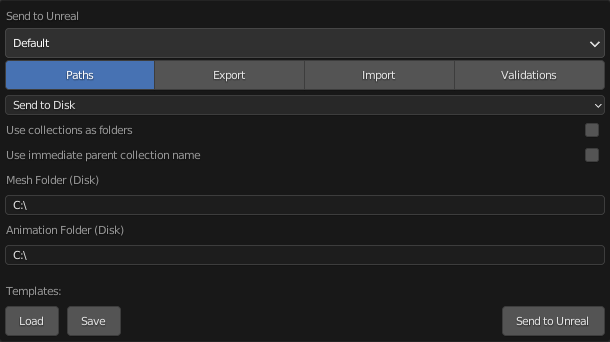 Send to Unreal
Default
Paths Export Import Validations
Send to Disk
Use collections as folders
Use immediate parent collection name
Mesh Folder (Disk)
C:\
Animation Folder (Disk)
C:\
Templates:
Load Save Send to Unreal